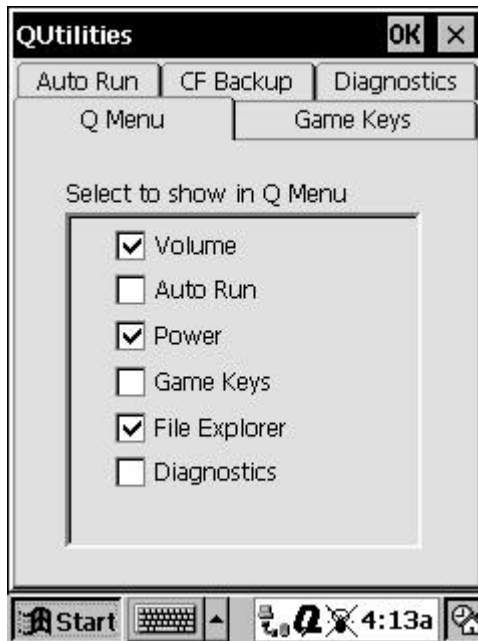 QUtilities OK
Auto Run CF Backup Diagnostics
Q Menu Game Keys
Select to show in Q Menu
Volume
Auto Run
Power
Game Keys
File Explorer
Diagnostics
Start Q 4:13a